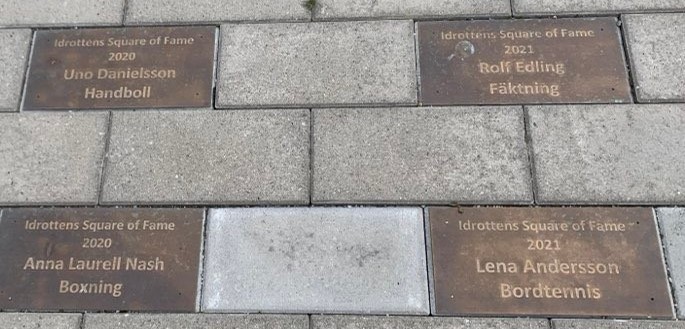 Idrottens Square of Fame
2020
Uno Danielsson
Handboll
Idrottens Square of Fame
2021
Rolf Edling
Fäktning
Idrottens Square of Fame
2020
Anna Laurell Nash
Boxning
Idrottens Square of Fame
2021
Lena Andersson
Bordtennis